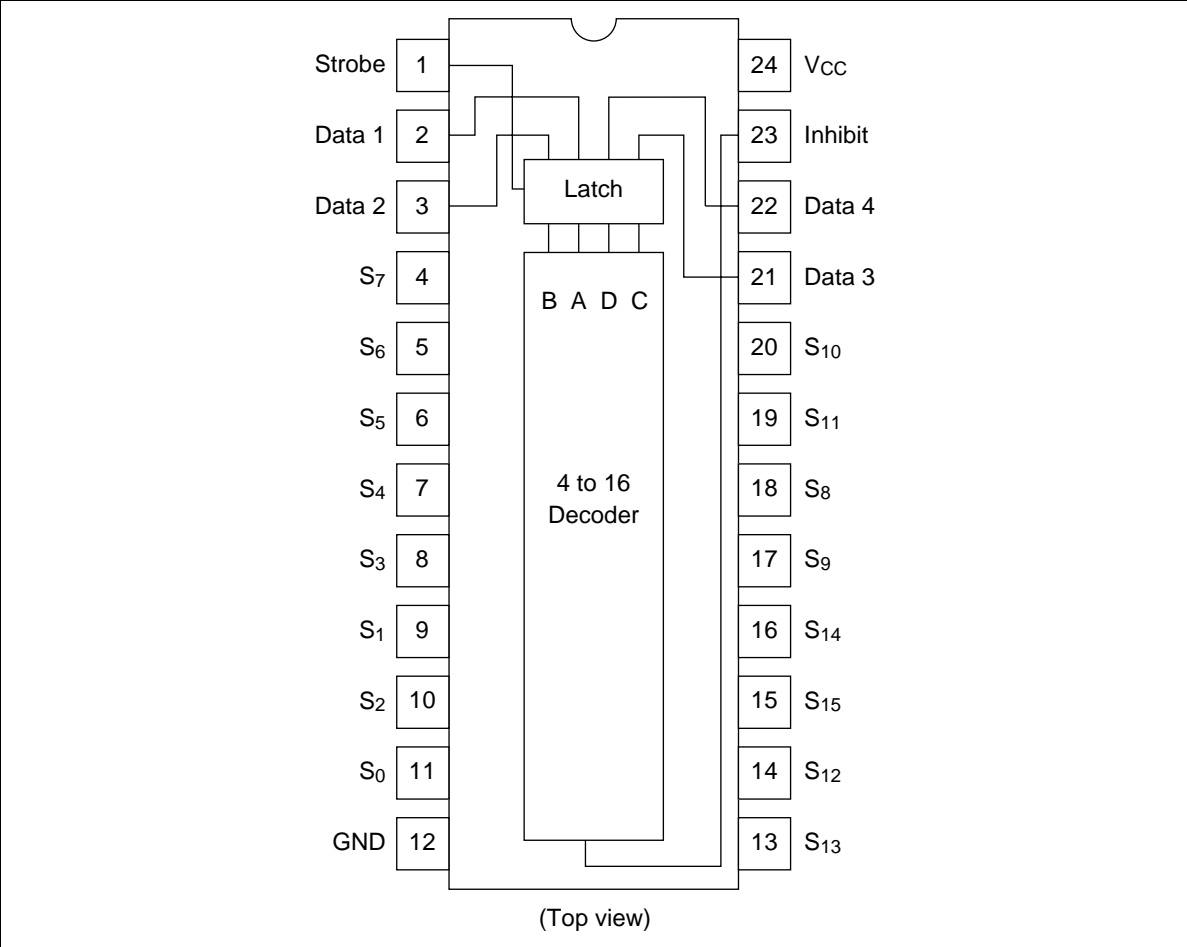 Strobe 1 24 VCC
Data 1 2 23 Inhibit
Latch
Data 2 3 22 Data 4
S7 4 21 Data 3
B A D C
S6 5 20 S10
S5 6 19 S11
S4 7 4 to 16 18 S8
Decoder
S3 8 17 S9
S1 9 16 S14
S2 10 15 S15
S0 11 14 S12
GND 12 13 S13
(Top view)